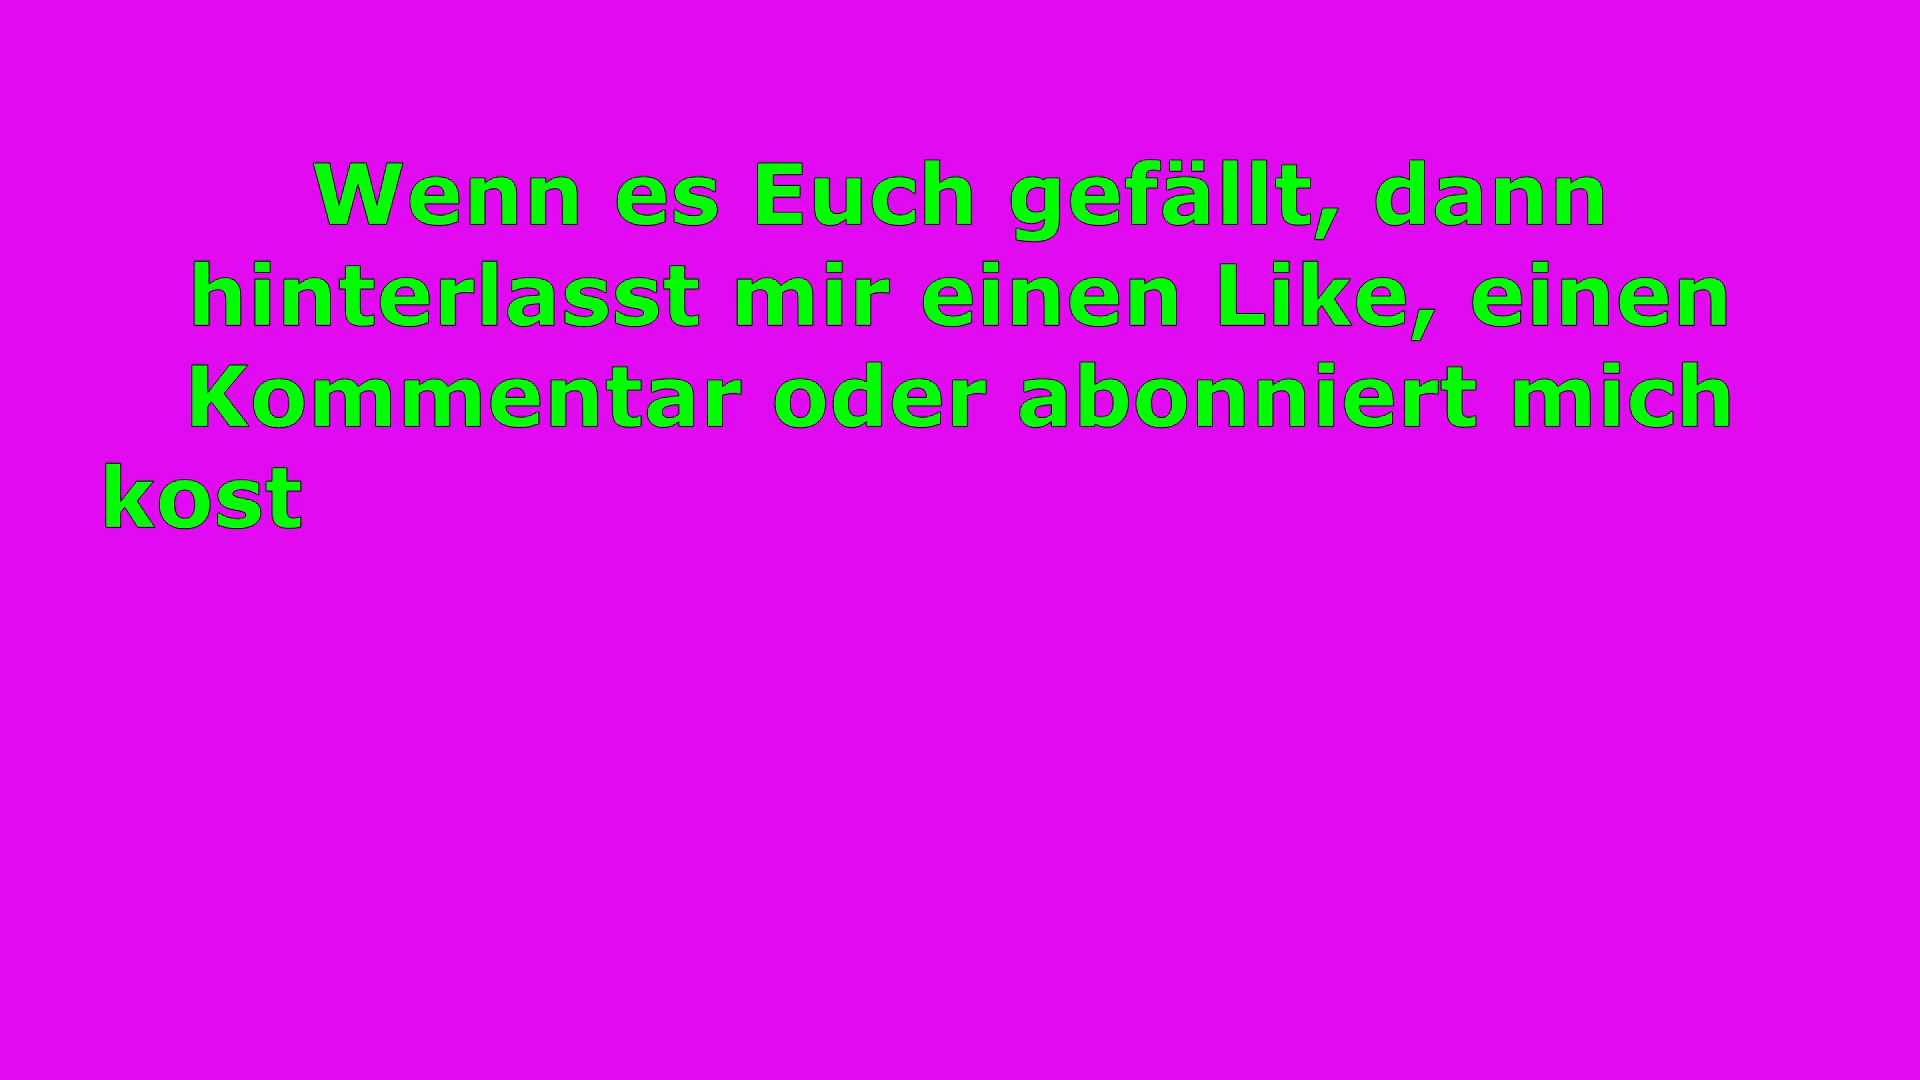 Wenn es Euch gefällt, dann
hinterlasst mir einen Like, einen
Kommentar oder abonniert mich
kost